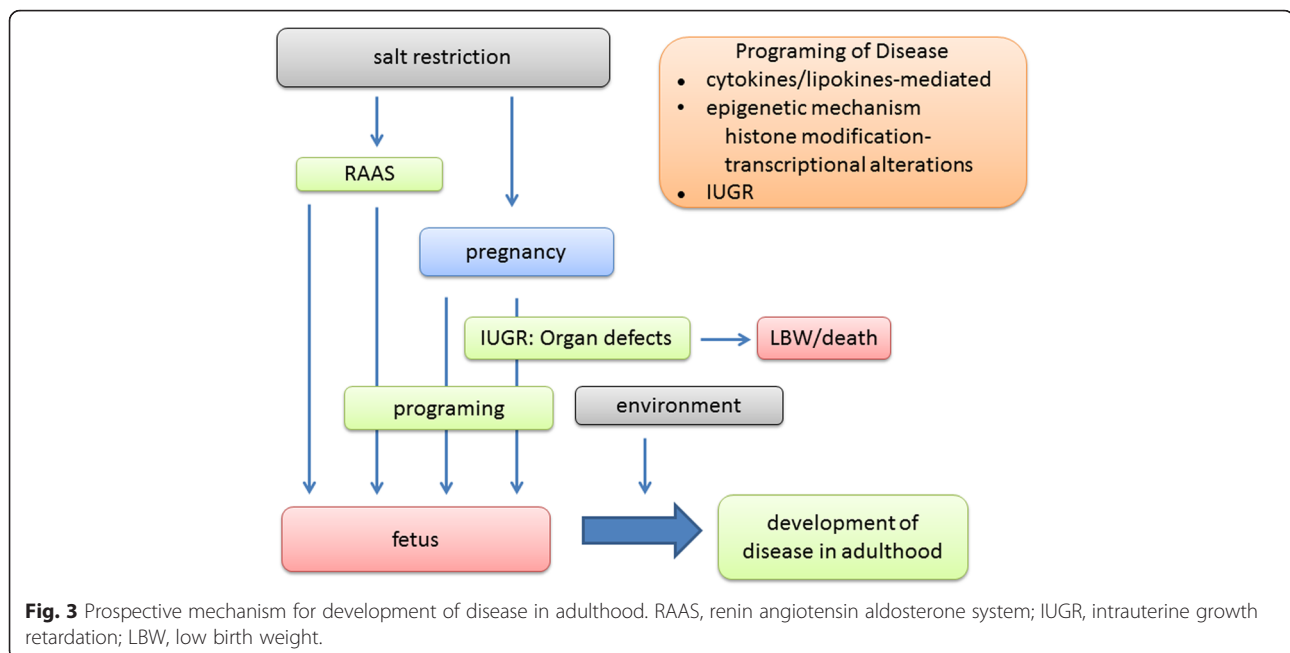 salt restriction
Programing of Disease
• cytokines/lipokines-mediated
• epigenetic mechanism
histone modification-
transcriptional alterations
• IUGR
RAAS
pregnancy
IUGR: Organ defects
LBW/death
programing
environment
fetus
development of
disease in adulthood
Fig. 3 Prospective mechanism for development of disease in adulthood. RAAS, renin angiotensin aldosterone system; IUGR, intrauterine growth
retardation; LBW, low birth weight.